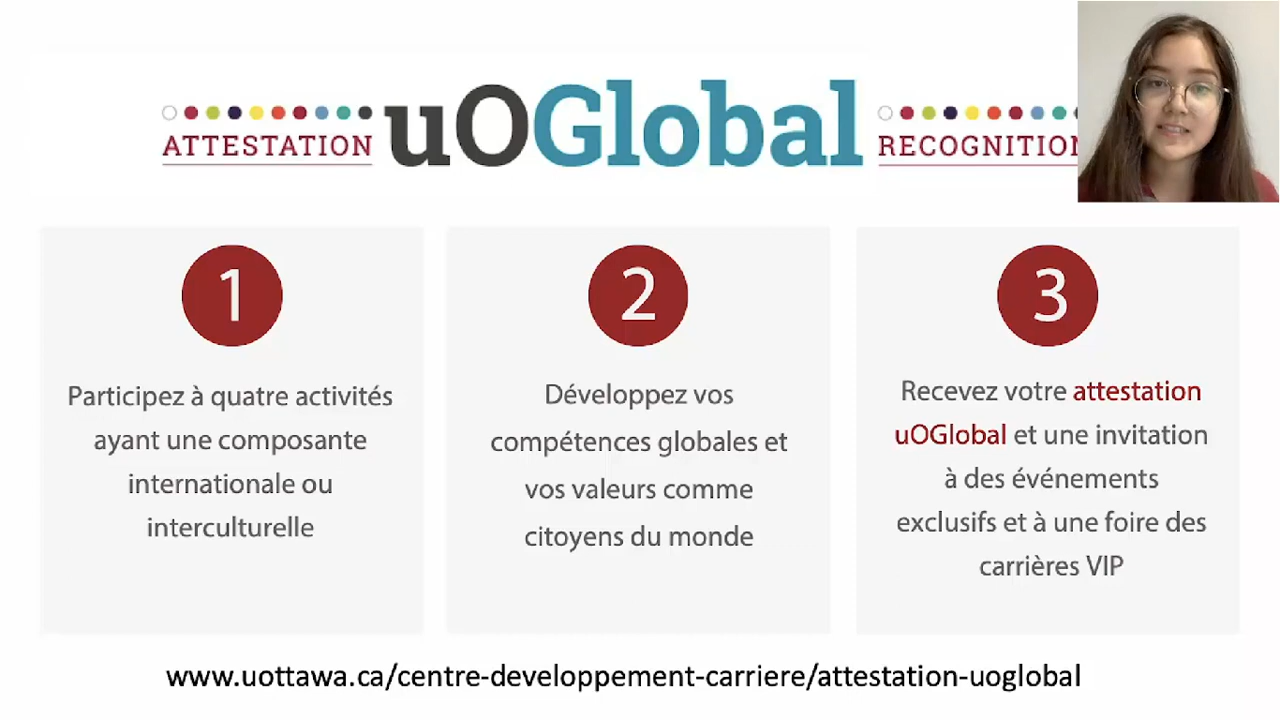 ATTESTATION uOGlobal RECOGNITION
1
Participez à quatre activités
ayant une composante
internationale ou
interculturelle
2
Développez vos
compétences globales et
vos valeurs comme
citoyens du monde
3
Recevez votre attestation
uOGlobal et une invitation
à des événements
exclusifs et à une foire des
carrières VIP
www.uottawa.ca/centre-developpement-carriere/attestation-uoglobal